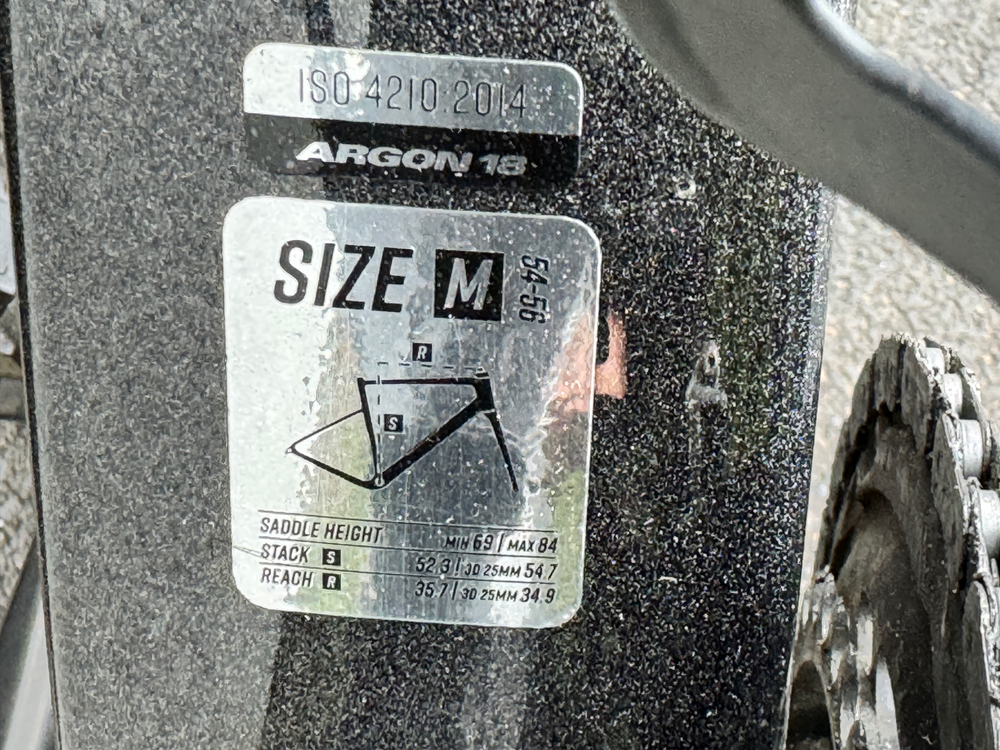 ISO 4210:2014
ARGON 18
SIZE M 54-56
R
S
SADDLE HEIGHT MIN 69 | MAX 84
STACK S 52.3 | 3D 25MM 54.7
REACH R 35.7 | 3D 25MM 34.9